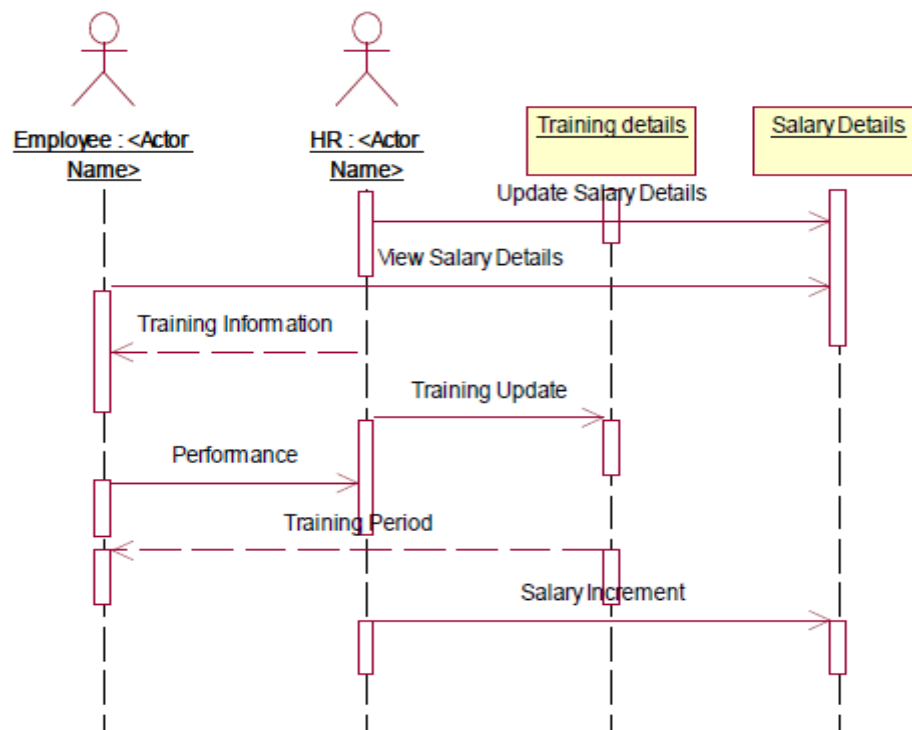 Employee : <Actor
Name>
HR : <Actor
Name>
Training details
Salary Details
Update Salary Details
View Salary Details
Training Information
Training Update
Performance
Training Period
Salary Increment